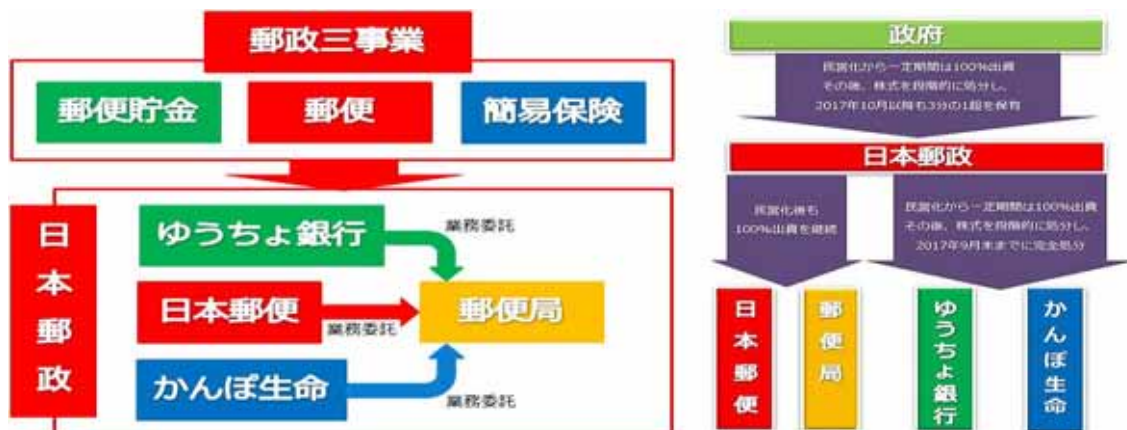 郵政三事業
郵便貯金
郵便
簡易保険
日本郵政
ゆうちょ銀行
業務委託
日本郵便
業務委託
郵便局
かんぽ生命
業務委託
政府
民営化から一定期間は100%出資
その後、株式を段階的に処分し、
2017年10月以降も3分の1超を保有
日本郵政
民営化後も
100%出資を継続
民営化から一定期間は100%出資
その後、株式を段階的に処分し、
2017年9月末までに完全処分
日本郵便
郵便局
ゆうちょ銀行
かんぽ生命